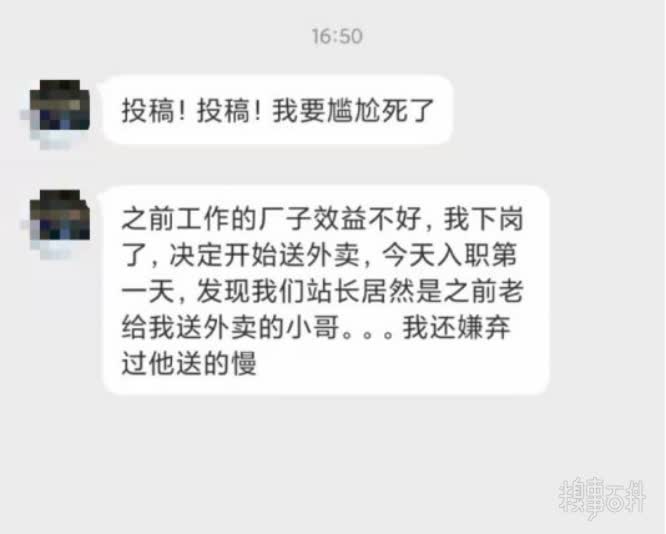 16:50
投稿！投稿！我要尴尬死了
之前工作的厂子效益不好，我下岗
了，决定开始送外卖，今天入职第
一天，发现我们站长居然是之前老
给我送外卖的小哥。。。我还嫌弃
过他送的慢
糗事百科